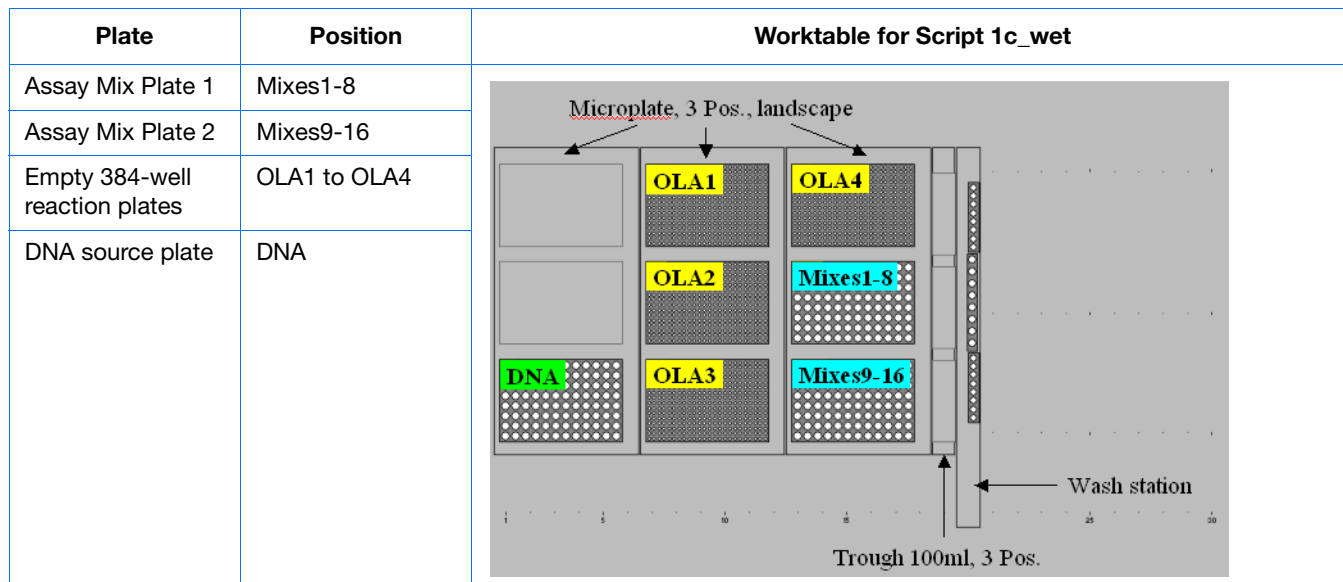 Plate Position Worktable for Script 1c_wet
Assay Mix Plate 1 Mixes1-8
Assay Mix Plate 2 Mixes9-16
Empty 384-well OLA1 to OLA4
reaction plates
DNA source plate DNA
Microplate, 3 Pos., landscape
OLA1 OLA4
OLA2 Mixes1-8
DNA OLA3 Mixes9-16
Wash station
1 5 10 15 25 30
Trough 100ml, 3 Pos.